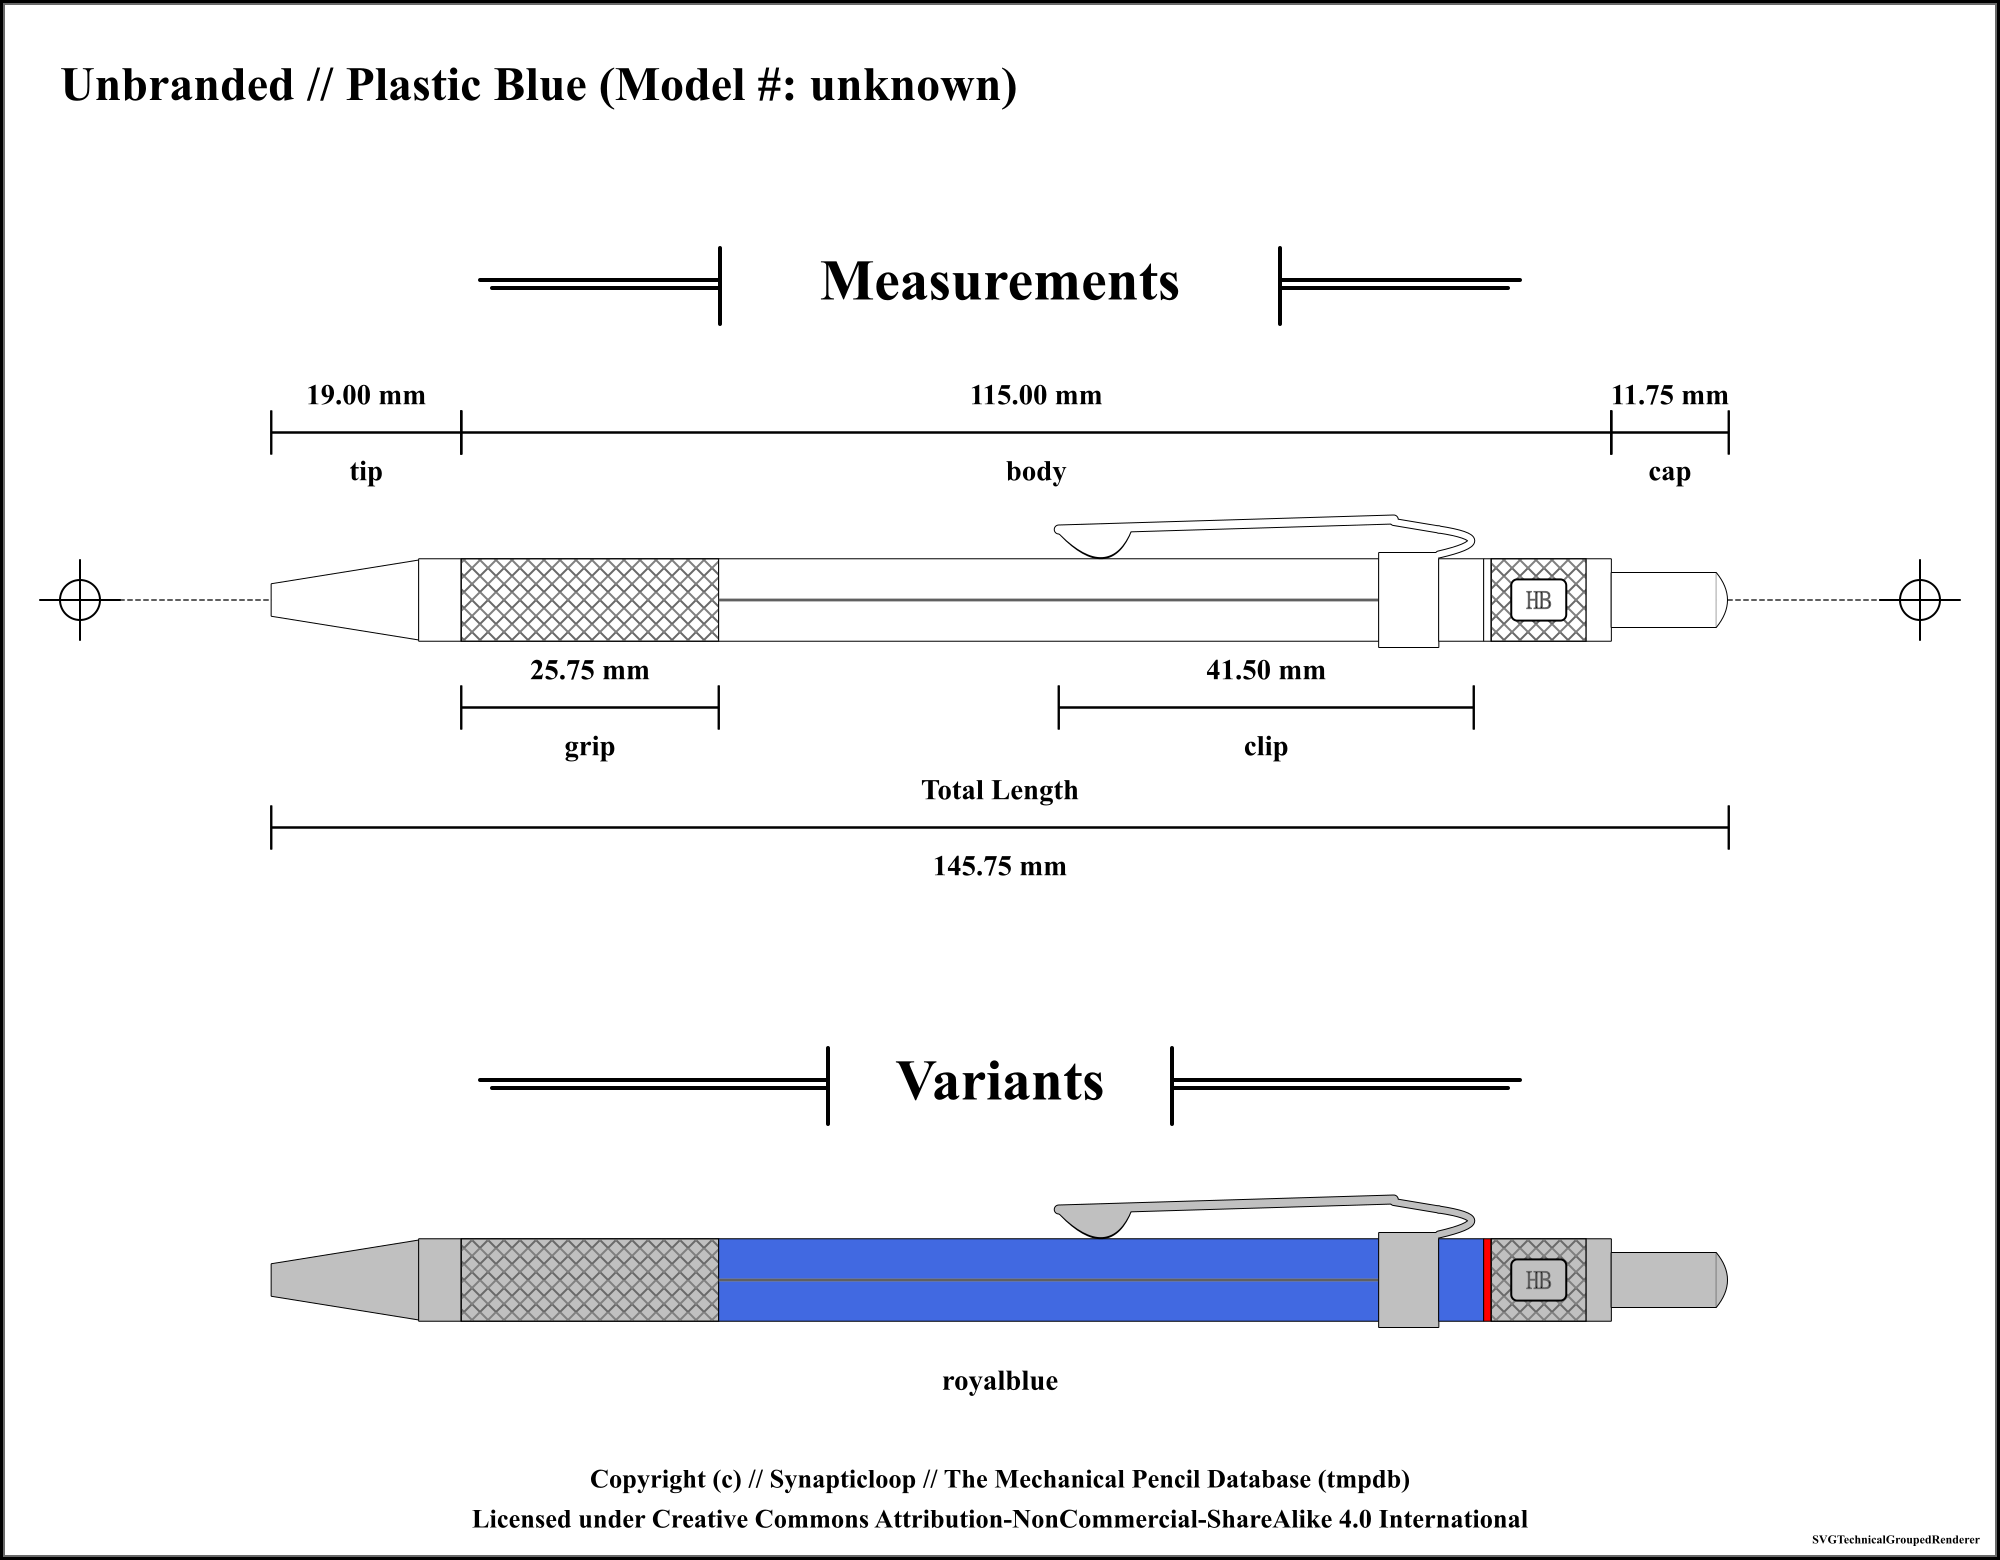 Unbranded // Plastic Blue (Model #: unknown)
Measurements
19.00 mm 115.00 mm 11.75 mm
tip body cap
HB
25.75 mm 41.50 mm
grip clip
Total Length
145.75 mm
Variants
HB
royalblue
Copyright (c) // Synapticloop // The Mechanical Pencil Database (tmpdb)
Licensed under Creative Commons Attribution-NonCommercial-ShareAlike 4.0 International
SVGTechnicalGroupedRenderer